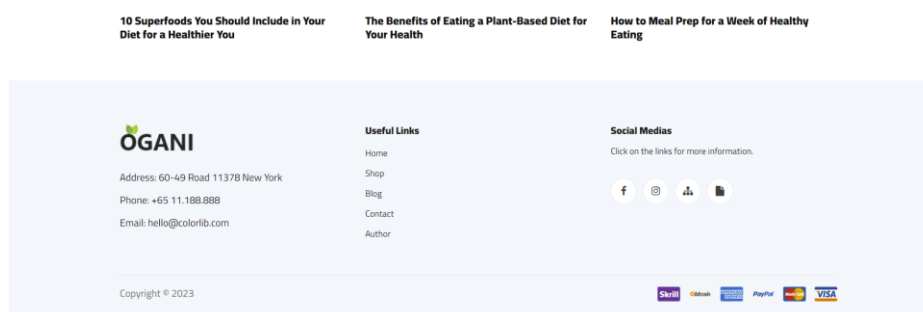 10 Superfoods You Should Include in Your
Diet for a Healthier You
The Benefits of Eating a Plant-Based Diet for
Your Health
How to Meal Prep for a Week of Healthy
Eating
OGANI
Address: 60-49 Road 11378 New York
Phone: +65 11.188.888
Email: hello@colorlib.com
Useful Links
Home
Shop
Blog
Contact
Author
Social Medias
Click on the links for more information.
Copyright © 2023
Skrill
bitcoin
PayPal
VISA